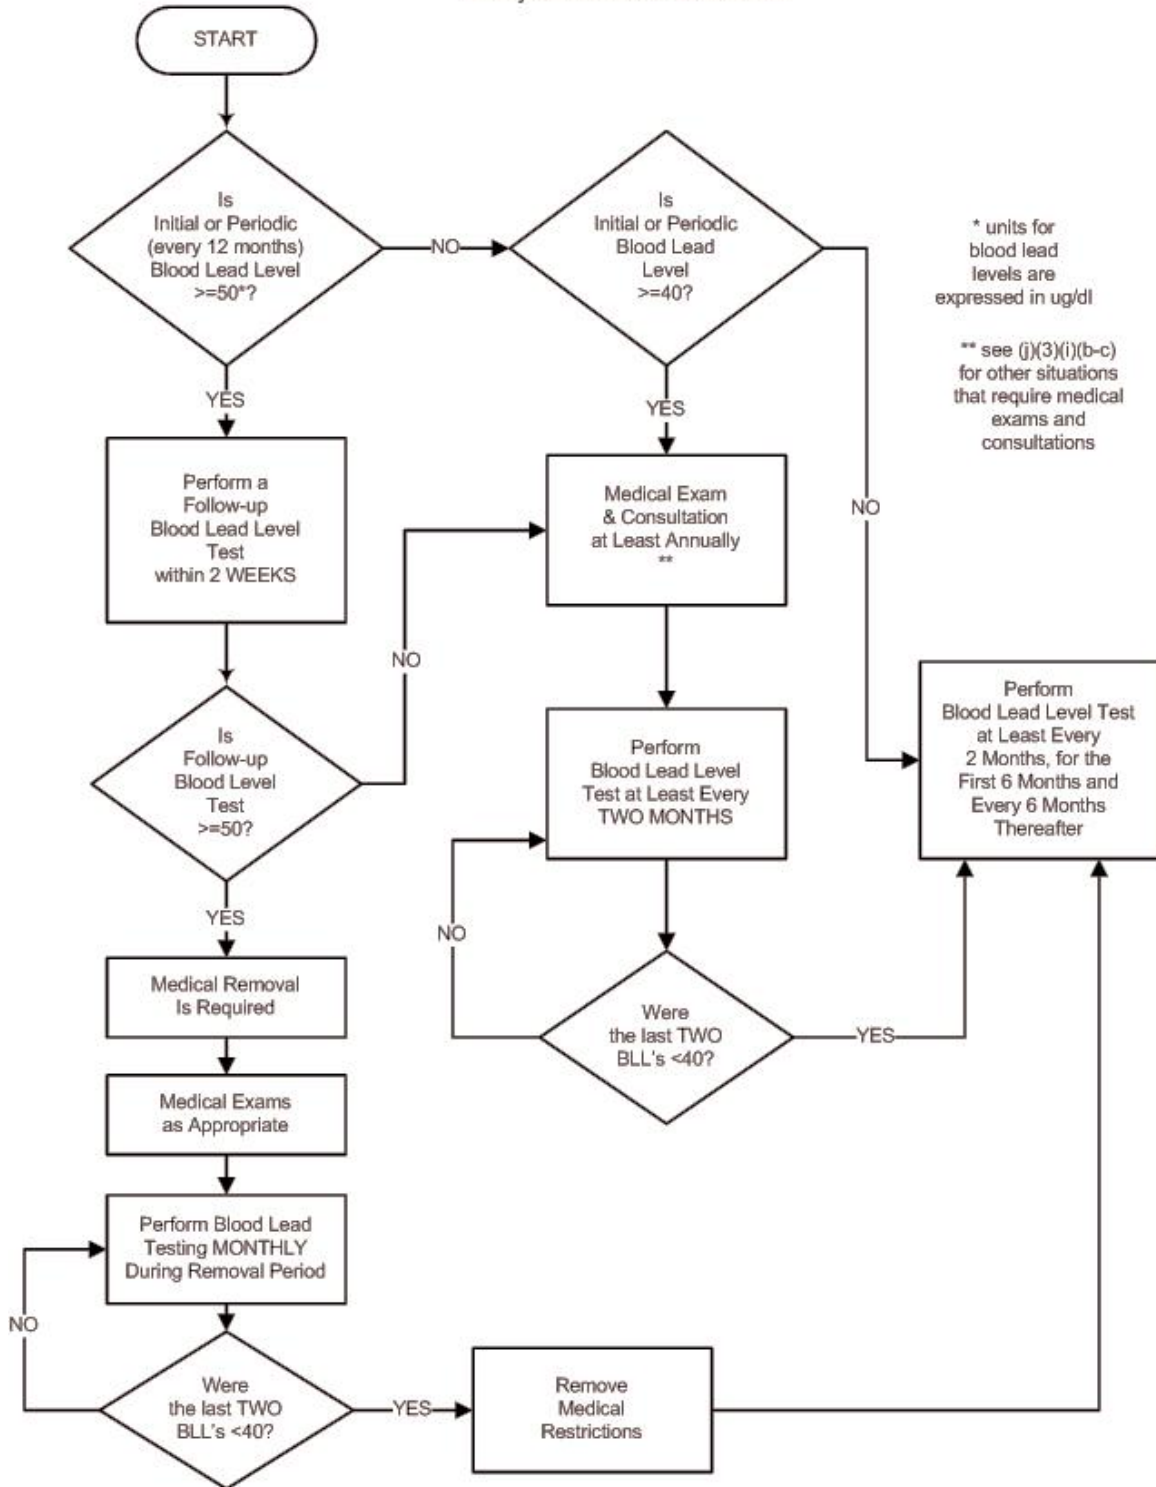 START
Is
Initial or Periodic
(every 12 months)
Blood Lead Level
>=50*?
NO
Is
Initial or Periodic
Blood Lead
Level
>=40?
* units for
blood lead
levels are
expressed in ug/dl
** see (j)(3)(i)(b-c)
for other situations
that require medical
exams and
consultations
YES
YES
Perform a
Follow-up
Blood Lead Level
Test
within 2 WEEKS
Medical Exam
& Consultation
at Least Annually
**
NO
NO
Is
Follow-up
Blood Level
Test
>=50?
Perform
Blood Lead Level
Test at Least Every
TWO MONTHS
Perform
Blood Lead Level Test
at Least Every
2 Months, for the
First 6 Months and
Every 6 Months
Thereafter
YES
NO
Were
the last TWO
BLL's <40?
YES
Medical Removal
Is Required
Medical Exams
as Appropriate
Perform Blood Lead
Testing MONTHLY
During Removal Period
NO
Were
the last TWO
BLL's <40?
YES
Remove
Medical
Restrictions